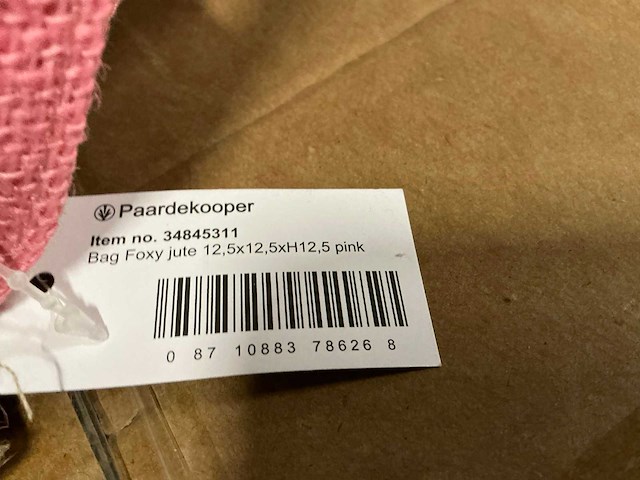 Paardekooper
Item no. 34845311
Bag Foxy jute 12,5x12,5xH12,5 pink
0 87 10883 78626 8